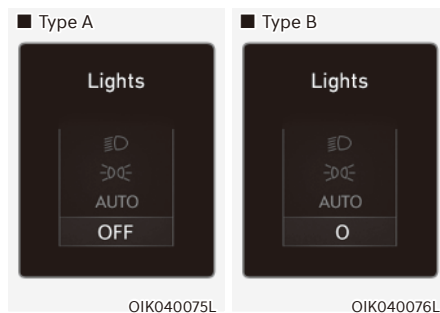 ■ Type A
Lights
AUTO
OFF
OIK040075L
■ Type B
Lights
AUTO
O
OIK040076L